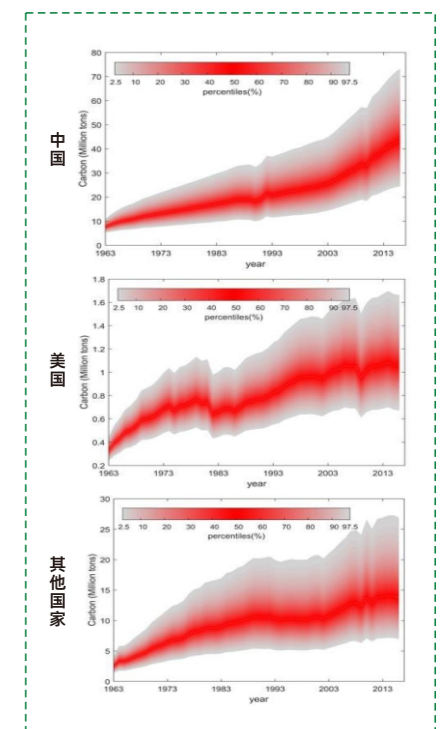 中国
80
70
60
50
40
30
20
10
0
Carbon (Million tons)
2.5 10 20 30 40 50 60 70 80 90 97.5
percentiles(%)
1963 1973 1983 1993 2003 2013
year
美国
1.8
1.6
1.4
1.2
1
0.8
0.6
0.4
0.2
Carbon (Million tons)
2.5 10 20 30 40 50 60 70 80 90 97.5
percentiles(%)
1963 1973 1983 1993 2003 2013
year
其他国家
30
25
20
15
10
5
0
Carbon (Million tons)
2.5 10 20 30 40 50 60 70 80 90 97.5
percentiles(%)
1963 1973 1983 1993 2003 2013
year